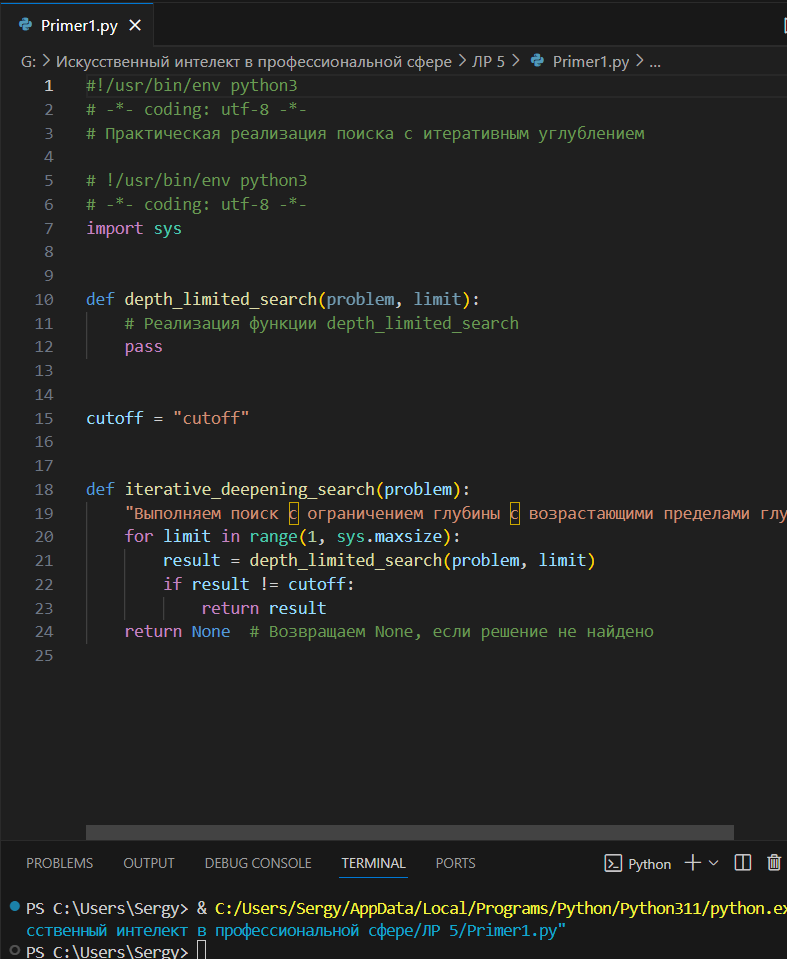 Primer1.py
G: > Искусственный интелект в профессиональной сфере > ЛР 5 > Primer1.py > ...
1 #!/usr/bin/env python3
2 # -*- coding: utf-8 -*-
3 # Практическая реализация поиска с итеративным углублением
4
5 # !/usr/bin/env python3
6 # -*- coding: utf-8 -*-
7 import sys
8
9
10 def depth_limited_search(problem, limit):
11     # Реализация функции depth_limited_search
12     pass
13
14
15 cutoff = "cutoff"
16
17
18 def iterative_deepening_search(problem):
19     "Выполняем поиск с ограничением глубины с возрастающими пределами глу
20     for limit in range(1, sys.maxsize):
21         result = depth_limited_search(problem, limit)
22         if result != cutoff:
23             return result
24     return None  # Возвращаем None, если решение не найдено
25
PROBLEMS OUTPUT DEBUG CONSOLE TERMINAL PORTS Python
PS C:\Users\Sergy> & C:/Users/Sergy/AppData/Local/Programs/Python/Python311/python.ex
сственный интелект в профессиональной сфере/ЛР 5/Primer1.py"
PS C:\Users\Sergy>